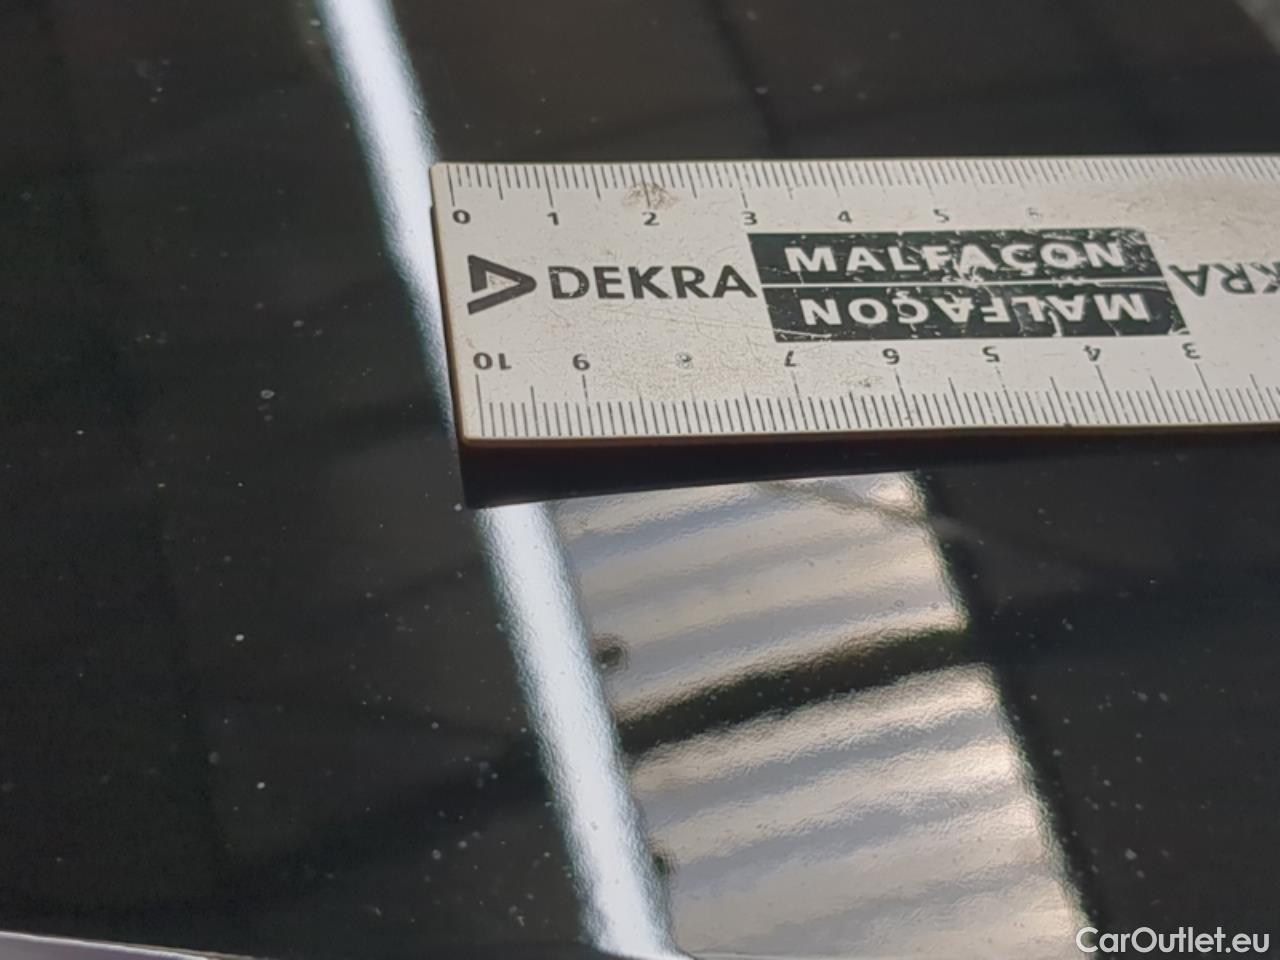 0 1 2 3 4 5 6
DEKRA MALFAÇON DEKRA
MALFAÇON
10 9 8 7 6 5 4 3
CarOutlet.eu